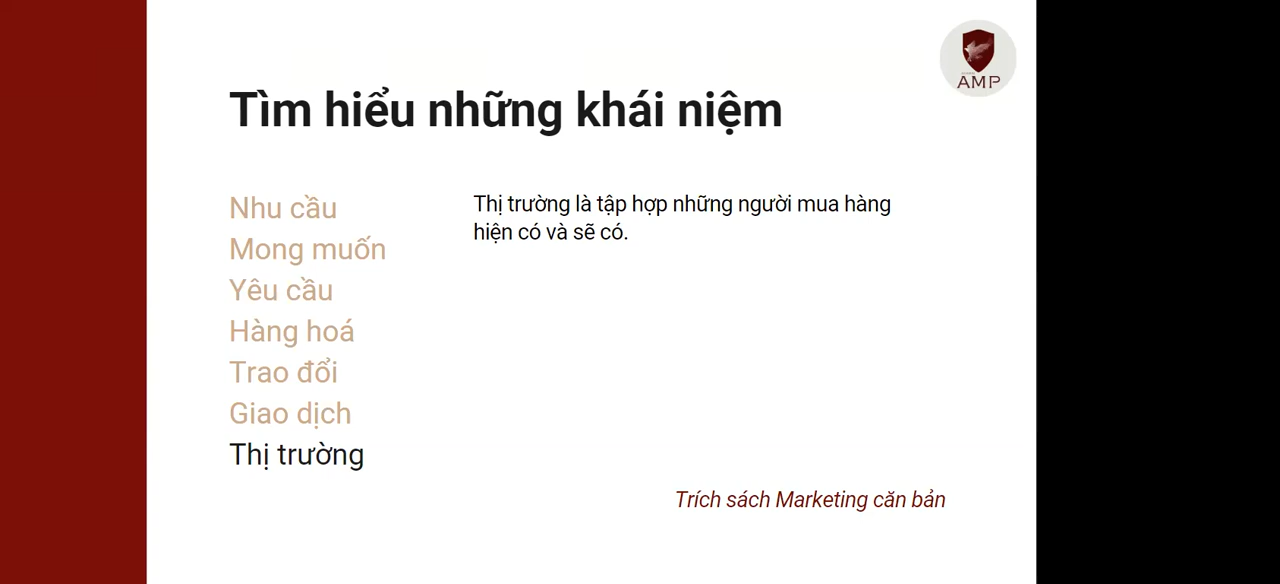 AMP
Tìm hiểu những khái niệm
Nhu cầu
Mong muốn
Yêu cầu
Hàng hoá
Trao đổi
Giao dịch
Thị trường
Thị trường là tập hợp những người mua hàng
hiện có và sẽ có.
Trích sách Marketing căn bản